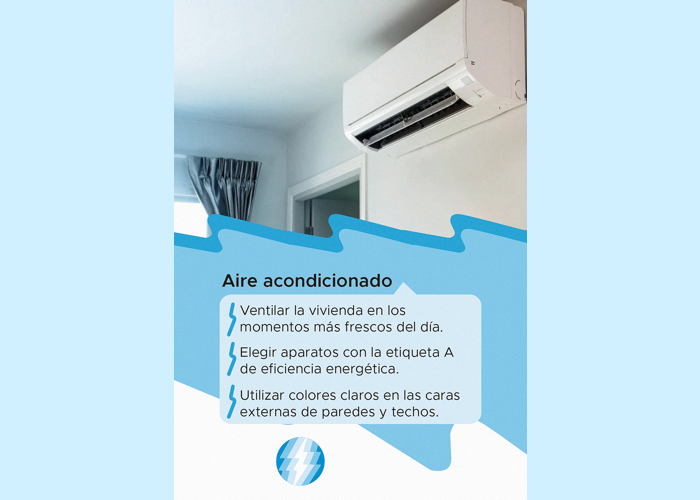 Aire acondicionado
Ventilar la vivienda en los
momentos más frescos del día.
Elegir aparatos con la etiqueta A
de eficiencia energética.
Utilizar colores claros en las caras
externas de paredes y techos.